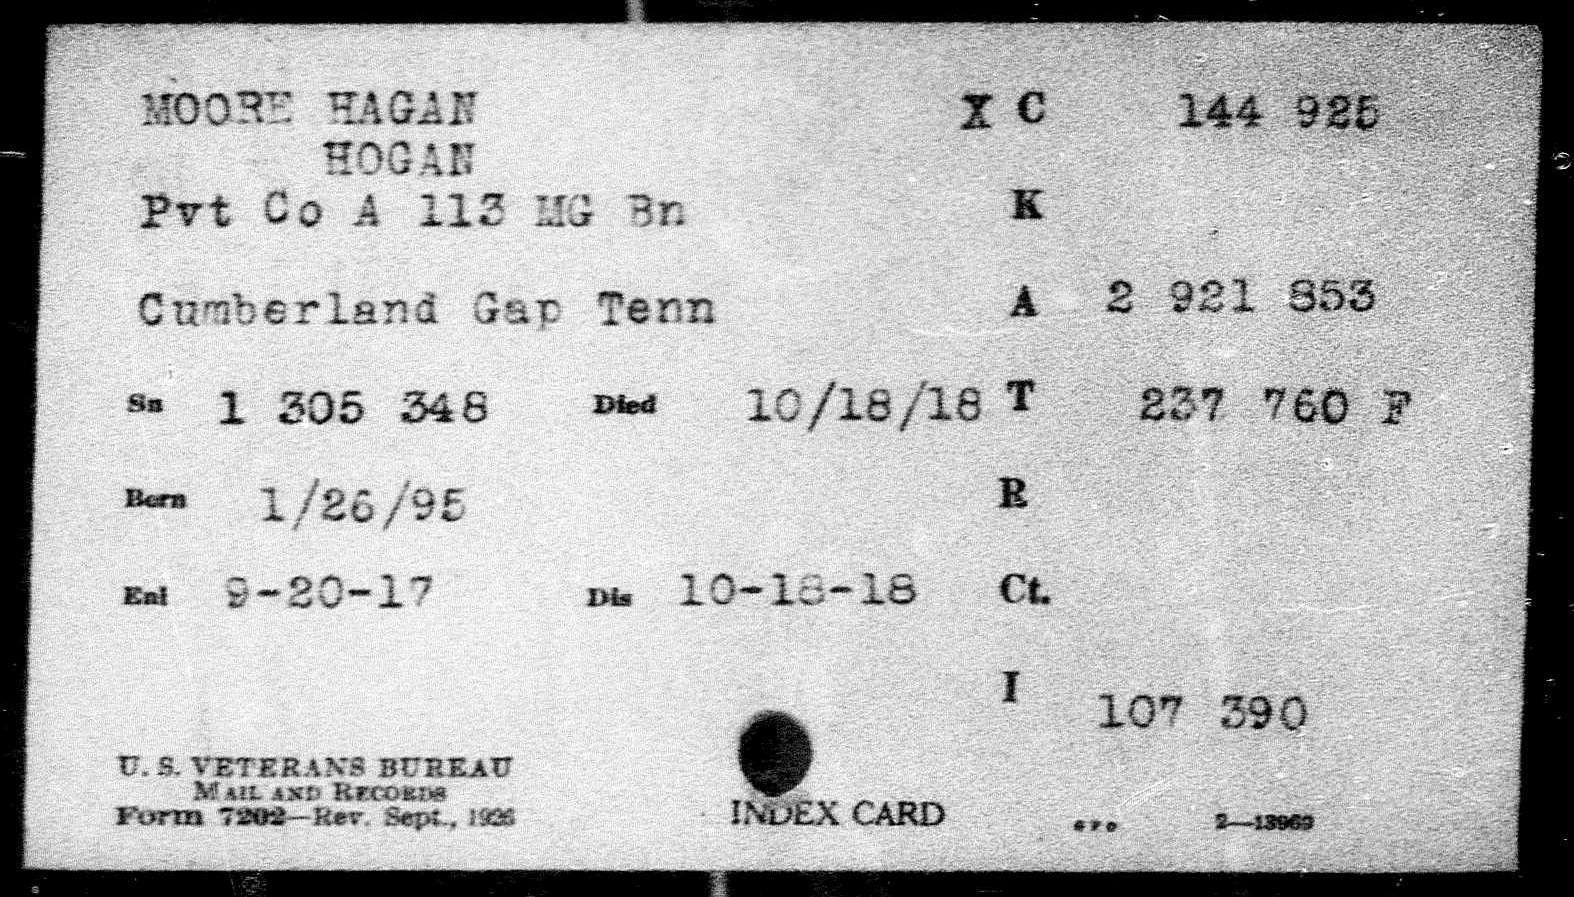 MOORE HAGAN X C 144 925
HOGAN
Pvt Co A 113 MG Bn K
Cumberland Gap Tenn A 2 921 853
Sn 1 305 348 Died 10/18/18 T 237 760 F
Born 1/26/95 R
Enl 9-20-17 Dis 10-18-18 Ct.
I 107 390
U. S. VETERANS BUREAU
MAIL AND RECORDS
Form 7202—Rev. Sept., 1926
INDEX CARD GPO 2—13969